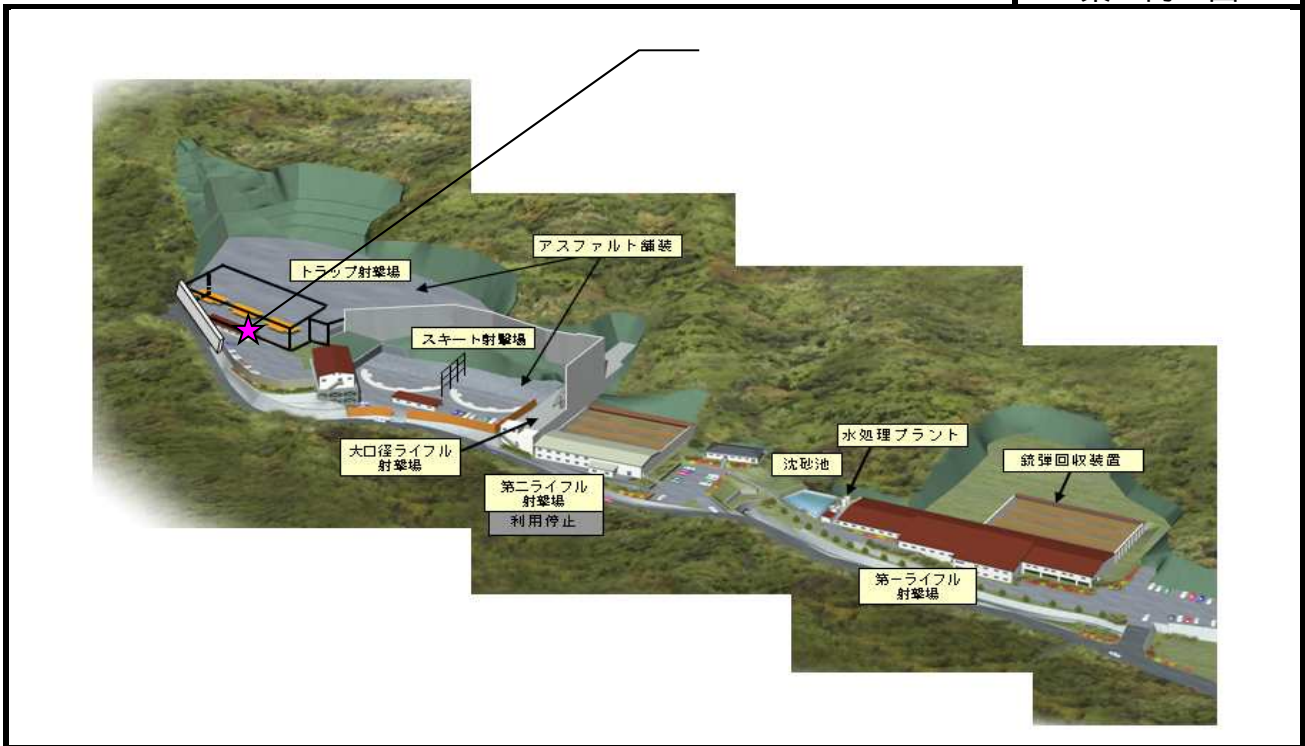 アスファルト舗装
トラップ射撃場
スキート射撃場
大口径ライフル
射撃場
第二ライフル
射撃場
利用停止
沈砂池
水処理プラント
銃弾回収装置
第一ライフル
射撃場